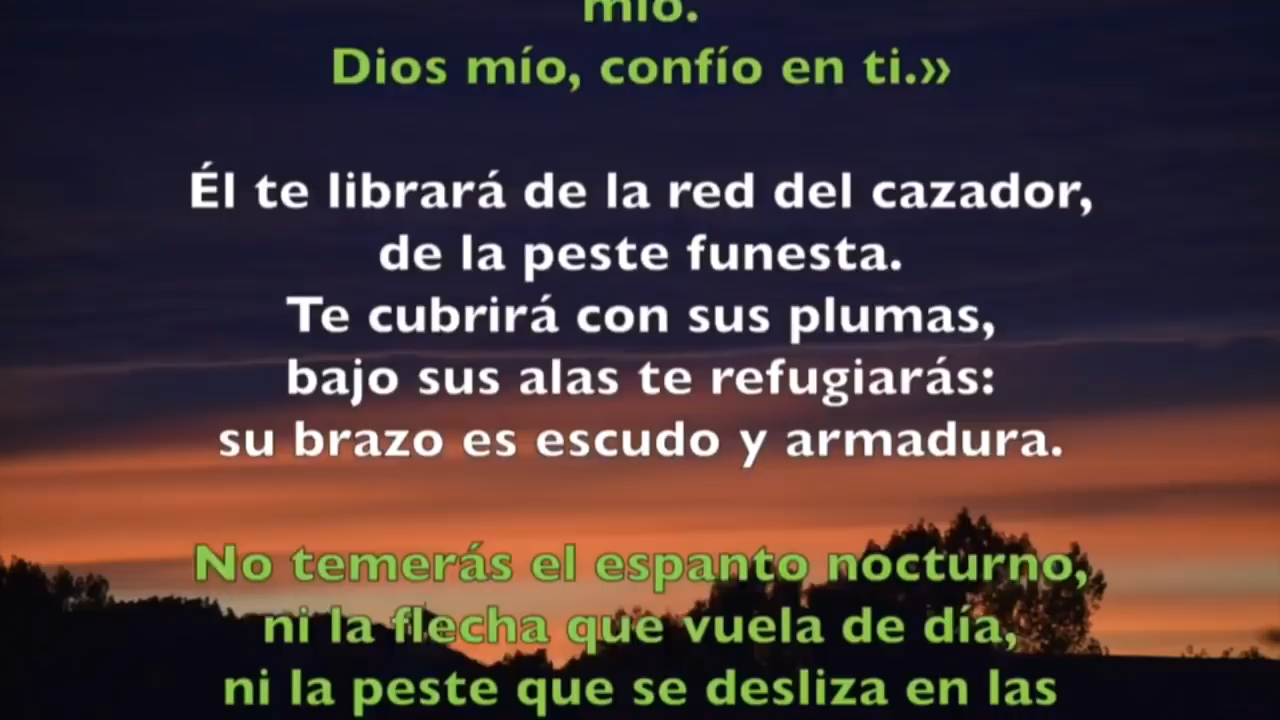 mío.
Dios mío, confío en ti.»
Él te librará de la red del cazador,
de la peste funesta.
Te cubrirá con sus plumas,
bajo sus alas te refugiarás:
su brazo es escudo y armadura.
No temerás el espanto nocturno,
ni la flecha que vuela de día,
ni la peste que se desliza en las